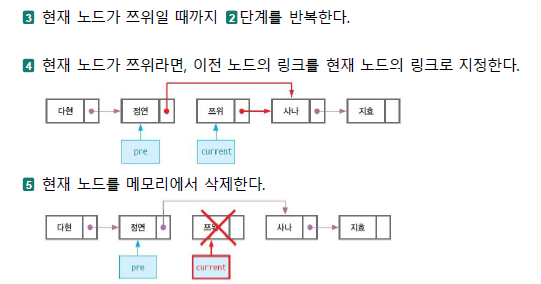 3 현재 노드가 쯔위일 때까지 2단계를 반복한다.
4 현재 노드가 쯔위라면, 이전 노드의 링크를 현재 노드의 링크로 지정한다.
다현 정연 쯔위 사나 지효
pre current
5 현재 노드를 메모리에서 삭제한다.
다현 정연 쯔위 사나 지효
pre current